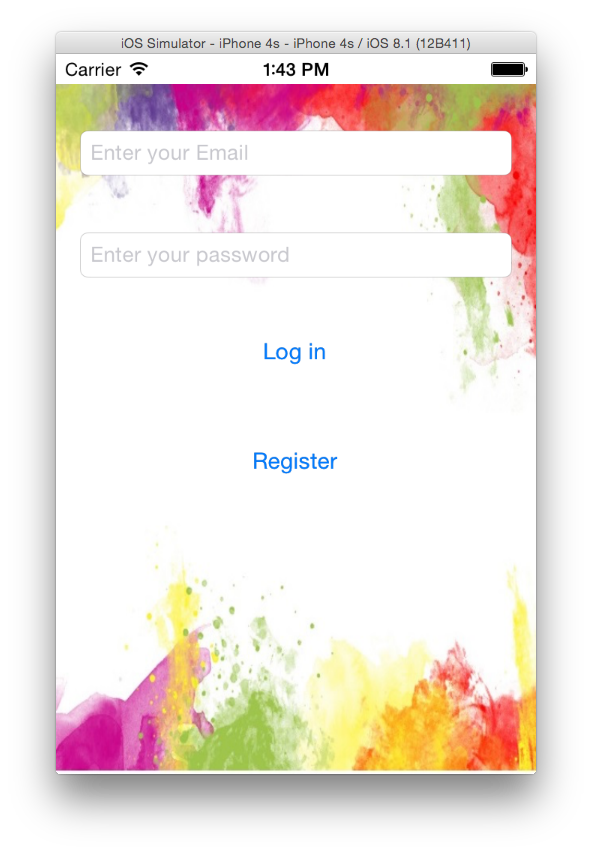 iOS Simulator - iPhone 4s - iPhone 4s / iOS 8.1 (12B411)
Carrier 1:43 PM
Enter your Email
Enter your password
Log in
Register